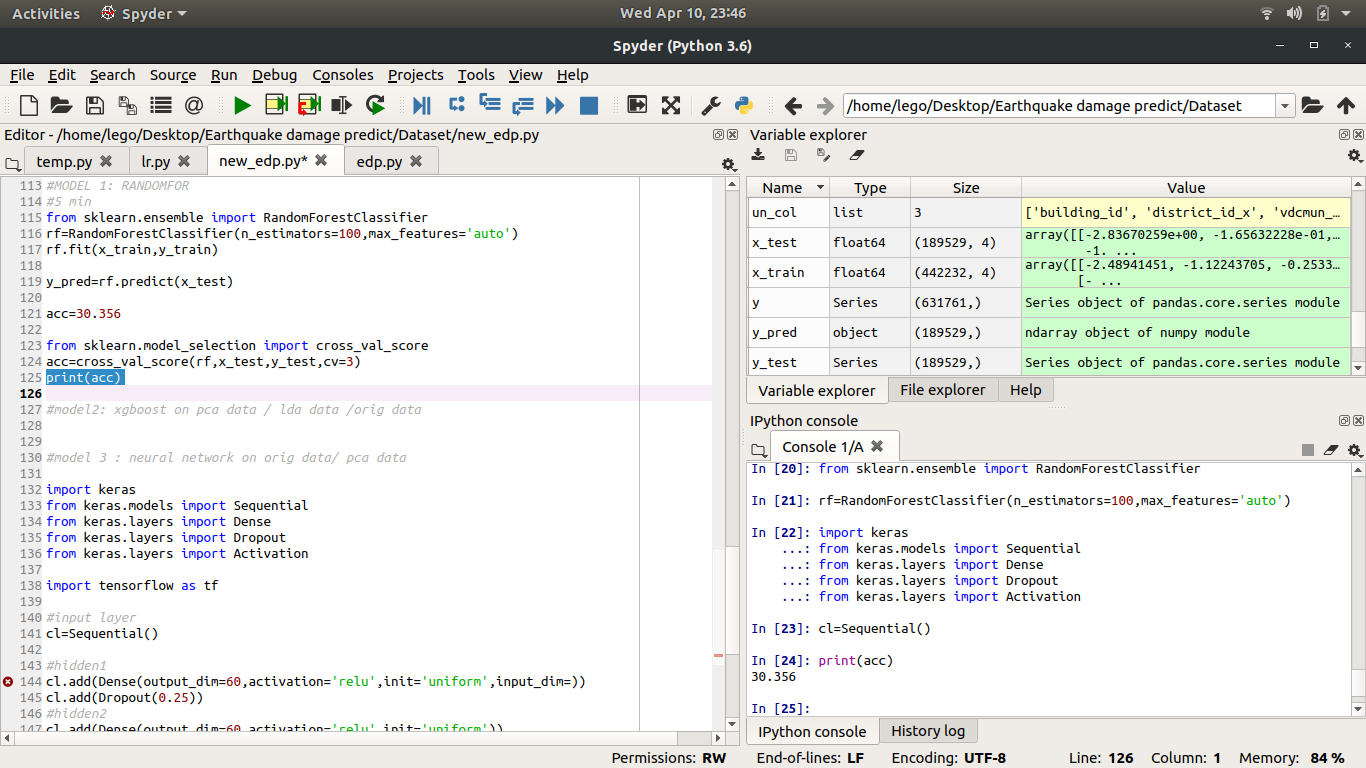 Activities Spyder Wed Apr 10, 23:46
Spyder (Python 3.6)
File Edit Search Source Run Debug Consoles Projects Tools View Help
/home/lego/Desktop/Earthquake damage predict/Dataset
Editor - /home/lego/Desktop/Earthquake damage predict/Dataset/new_edp.py
temp.py lr.py new_edp.py* edp.py
113 #MODEL 1: RANDOMFOR
114 #5 min
115 from sklearn.ensemble import RandomForestClassifier
116 rf=RandomForestClassifier(n_estimators=100,max_features='auto')
117 rf.fit(x_train,y_train)
118
119 y_pred=rf.predict(x_test)
120
121 acc=30.356
122
123 from sklearn.model_selection import cross_val_score
124 acc=cross_val_score(rf,x_test,y_test,cv=3)
125 print(acc)
126
127 #model2: xgboost on pca data / lda data /orig data
128
129
130 #model 3 : neural network on orig data/ pca data
131
132 import keras
133 from keras.models import Sequential
134 from keras.layers import Dense
135 from keras.layers import Dropout
136 from keras.layers import Activation
137
138 import tensorflow as tf
139
140 #input layer
141 cl=Sequential()
142
143 #hidden1
144 cl.add(Dense(output_dim=60,activation='relu',init='uniform',input_dim=))
145 cl.add(Dropout(0.25))
146 #hidden2
147 cl.add(Dense(output_dim=60,activation='relu',init='uniform'))
Variable explorer
Name Type Size Value
un_col list 3 ['building_id', 'district_id_x', 'vdcmun_…
x_test float64 (189529, 4) array([[-2.83670259e+00, -1.65632228e-01,…
-1. ...
x_train float64 (442232, 4) array([[-2.48941451, -1.12243705, -0.2533…
[- ...
y Series (631761,) Series object of pandas.core.series module
y_pred object (189529,) ndarray object of numpy module
y_test Series (189529,) Series object of pandas.core.series module
Variable explorer File explorer Help
IPython console
Console 1/A
In [20]: from sklearn.ensemble import RandomForestClassifier
In [21]: rf=RandomForestClassifier(n_estimators=100,max_features='auto')
In [22]: import keras
...: from keras.models import Sequential
...: from keras.layers import Dense
...: from keras.layers import Dropout
...: from keras.layers import Activation
In [23]: cl=Sequential()
In [24]: print(acc)
30.356
In [25]:
IPython console History log
Permissions: RW End-of-lines: LF Encoding: UTF-8 Line: 126 Column: 1 Memory: 84 %